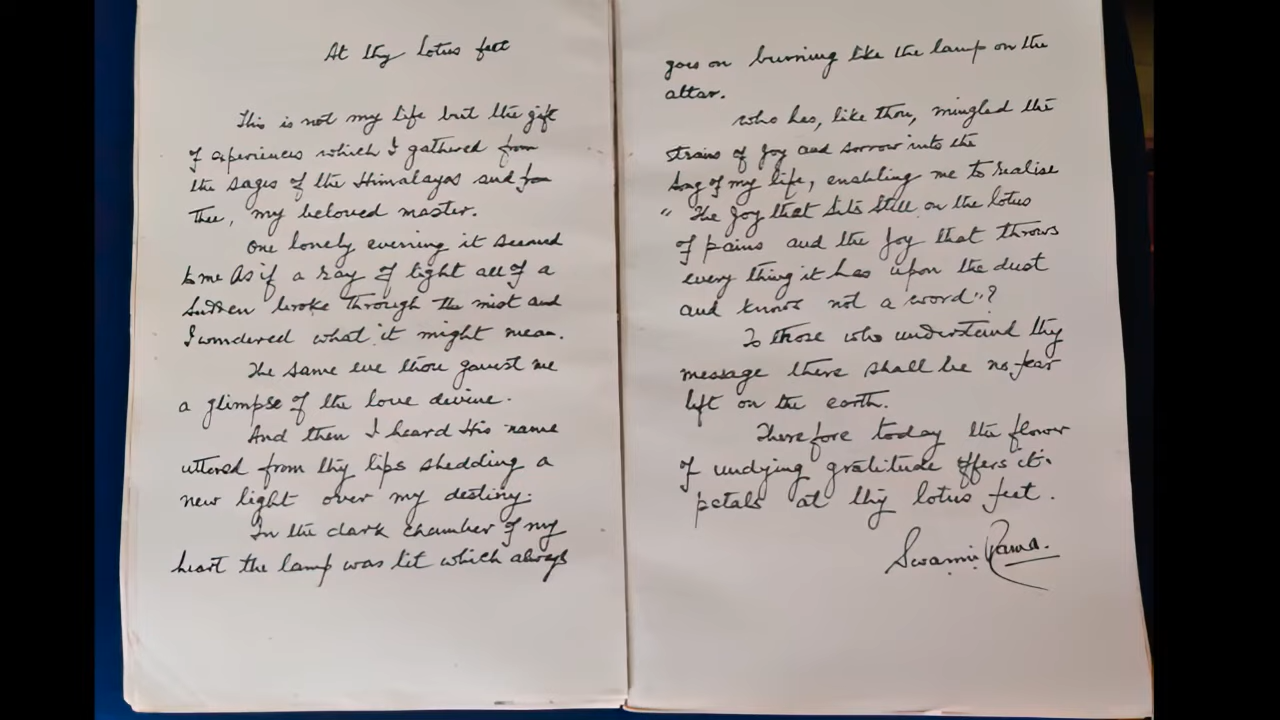 At thy lotus feet
This is not my life but the gift
of experiences which I gathered from
the sages of the Himalayas and from
Thee, my beloved master.
One lonely evening it seemed
to me As if a ray of light all of a
sudden broke through the mist and
I wondered what it might mean.
The same eve thou gavest me
a glimpse of the love divine.
And then I heard His name
uttered from thy lips shedding a
new light over my destiny.
In the dark chamber of my
heart the lamp was lit which always
goes on burning like the lamp on the
altar.
who has, like thou, mingled the
strains of Joy and sorrow into the
song of my life, enabling me to realise
"The Joy that sits still on the lotus
of pains and the Joy that throws
every thing it has upon the dust
and knows not a word"?
To those who understand thy
message there shall be no fear
left on the earth.
Therefore today the flower
of undying gratitude offers its
petals at thy lotus feet.
Swami Rama.